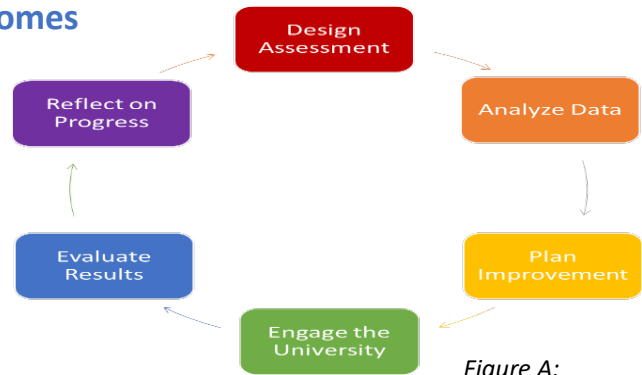 omes
Design
Assessment
Reflect on
Progress
Analyze Data
Evaluate
Results
Plan
Improvement
Engage the
University
Figure A: